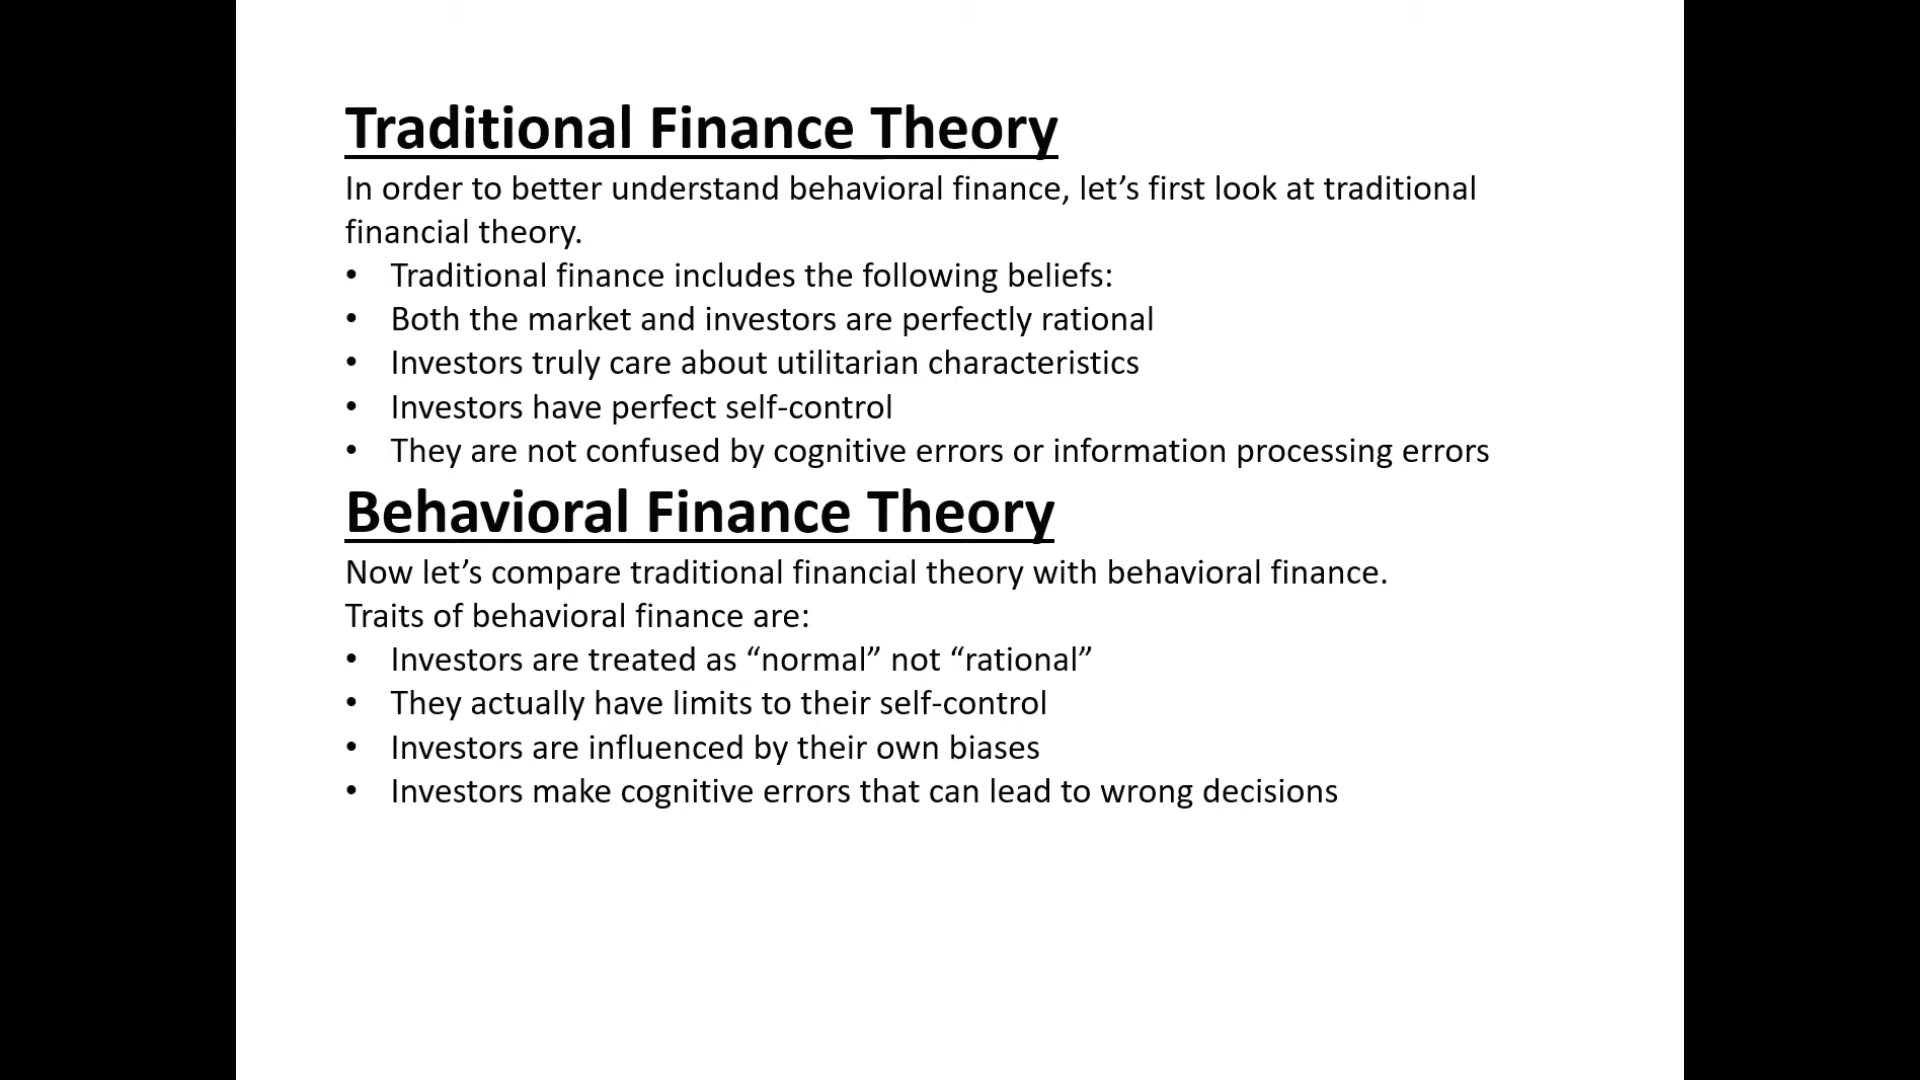 Traditional Finance Theory
In order to better understand behavioral finance, let’s first look at traditional
financial theory.
• Traditional finance includes the following beliefs:
• Both the market and investors are perfectly rational
• Investors truly care about utilitarian characteristics
• Investors have perfect self-control
• They are not confused by cognitive errors or information processing errors
Behavioral Finance Theory
Now let’s compare traditional financial theory with behavioral finance.
Traits of behavioral finance are:
• Investors are treated as “normal” not “rational”
• They actually have limits to their self-control
• Investors are influenced by their own biases
• Investors make cognitive errors that can lead to wrong decisions